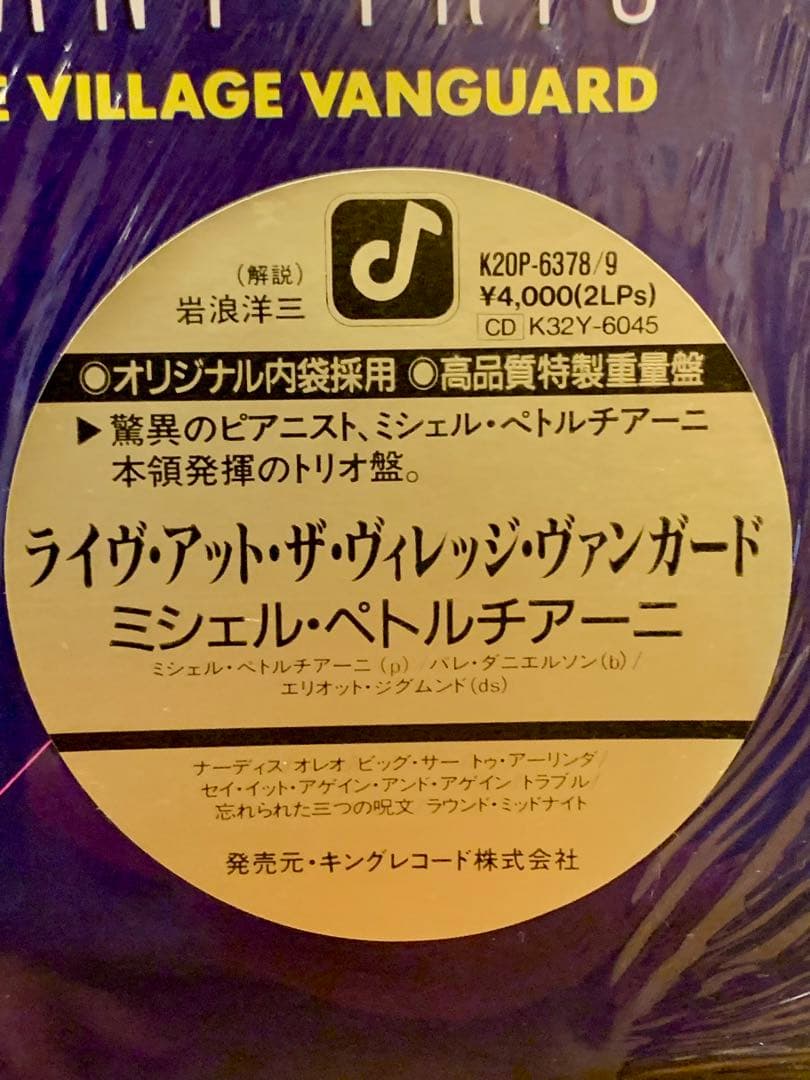 E VILLAGE VANGUARD
(解説)
岩浪洋三
K20P-6378/9
¥4,000(2LPs)
CD K32Y-6045
◉オリジナル内袋採用 ◉高品質特製重量盤
▶驚異のピアニスト、ミシェル・ペトルチアーニ
本領発揮のトリオ盤。
ライヴ・アット・ザ・ヴィレッジ・ヴァンガード
ミシェル・ペトルチアーニ
ミシェル・ペトルチアーニ(p)/パレ・ダニエルソン(b)/
エリオット・ジグムンド(ds)
ナーディス/オレオ/ビッグ・サー/トゥ・アーリンダ/
セイ・イット・アゲイン・アンド・アゲイン/トラブル/
忘れられた三つの呪文/ラウンド・ミッドナイト
発売元・キングレコード株式会社